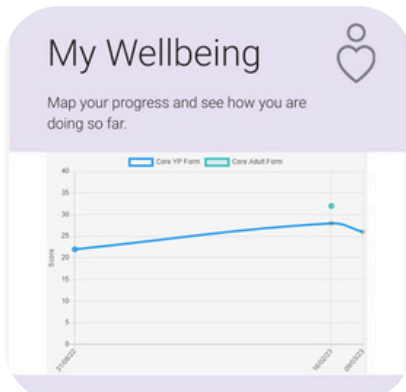 My Wellbeing
Map your progress and see how you are
doing so far.
Core YP Form Core Adult Form
40
35
30
25
20
15
10
5
0
Score
31/08/22 16/02/23 09/03/23